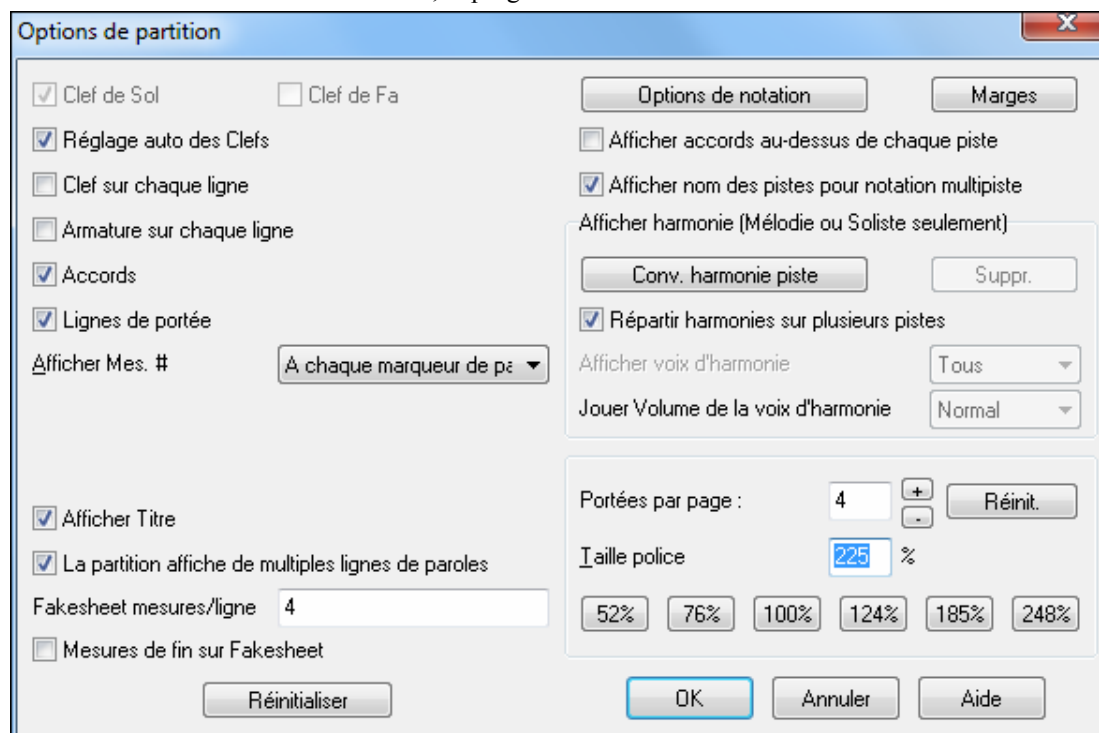 Options de partition
Clef de Sol
Clef de Fa
Réglage auto des Clefs
Clef sur chaque ligne
Armature sur chaque ligne
Accords
Lignes de portée
Afficher Mes. #
A chaque marqueur de pa
Afficher Titre
La partition affiche de multiples lignes de paroles
Fakesheet mesures/ligne
4
Mesures de fin sur Fakesheet
Réinitialiser
Options de notation
Marges
Afficher accords au-dessus de chaque piste
Afficher nom des pistes pour notation multipiste
Afficher harmonie (Mélodie ou Soliste seulement)
Conv. harmonie piste
Suppr.
Répartir harmonies sur plusieurs pistes
Afficher voix d'harmonie
Tous
Jouer Volume de la voix d'harmonie
Normal
Portées par page :
4
+
-
Réinit.
Taille police
225 %
52% 76% 100% 124% 185% 248%
OK
Annuler
Aide